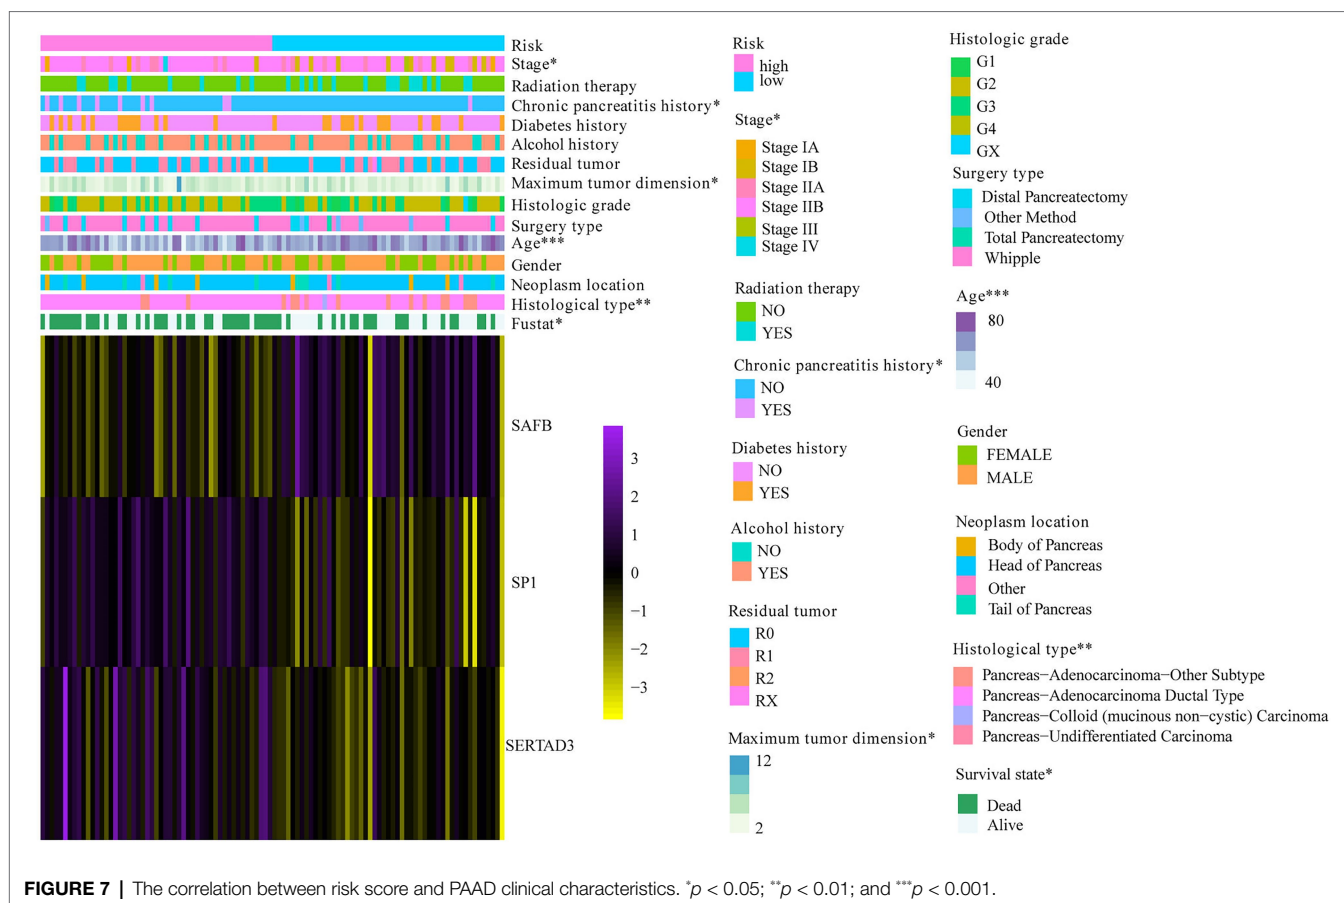 Risk
Stage*
Radiation therapy
Chronic pancreatitis history*
Diabetes history
Alcohol history
Residual tumor
Maximum tumor dimension*
Histologic grade
Surgery type
Age***
Gender
Neoplasm location
Histological type**
Fustat*
SAFB
SP1
SERTAD3
3
2
1
0
−1
−2
−3
Risk
high
low
Stage*
Stage IA
Stage IB
Stage IIA
Stage IIB
Stage III
Stage IV
Radiation therapy
NO
YES
Chronic pancreatitis history*
NO
YES
Diabetes history
NO
YES
Alcohol history
NO
YES
Residual tumor
R0
R1
R2
RX
Maximum tumor dimension*
12
2
Histologic grade
G1
G2
G3
G4
GX
Surgery type
Distal Pancreatectomy
Other Method
Total Pancreatectomy
Whipple
Age***
80
40
Gender
FEMALE
MALE
Neoplasm location
Body of Pancreas
Head of Pancreas
Other
Tail of Pancreas
Histological type**
Pancreas−Adenocarcinoma−Other Subtype
Pancreas−Adenocarcinoma Ductal Type
Pancreas−Colloid (mucinous non−cystic) Carcinoma
Pancreas−Undifferentiated Carcinoma
Survival state*
Dead
Alive
FIGURE 7 | The correlation between risk score and PAAD clinical characteristics. *p < 0.05; **p < 0.01; and ***p < 0.001.